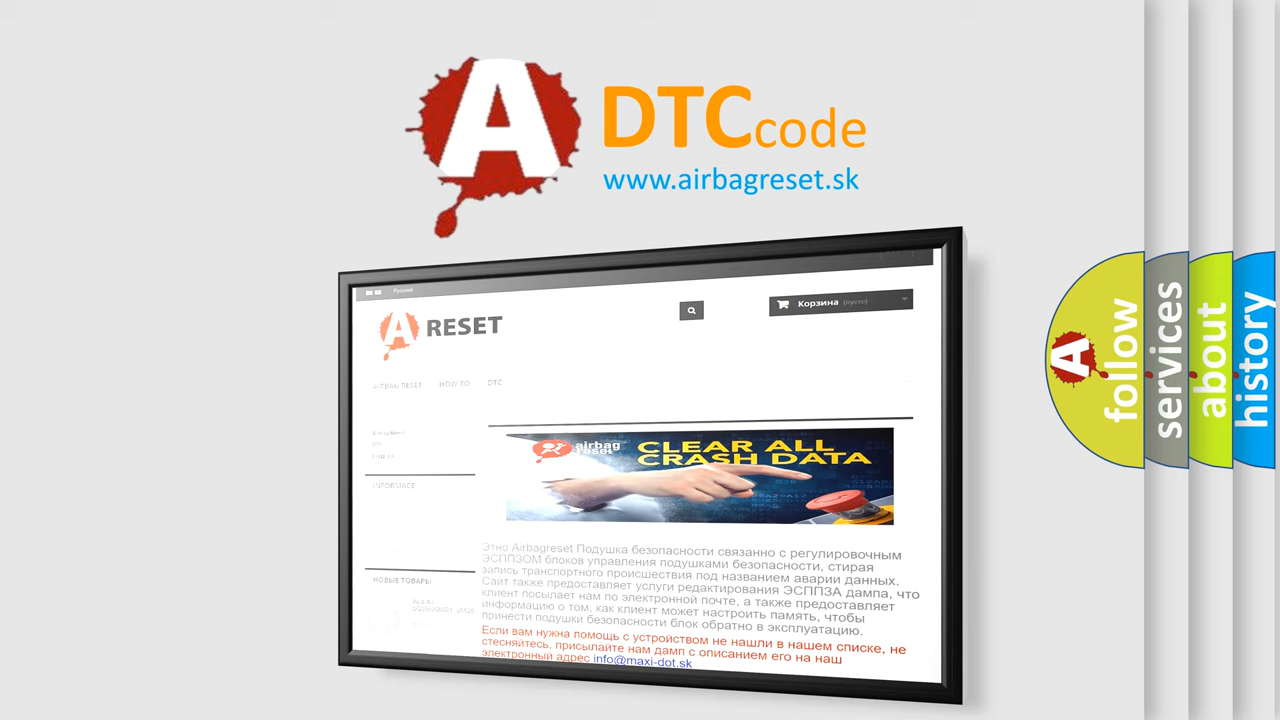 A
DTCcode
www.airbagreset.sk
Русский
A RESET
Корзина (пусто)
AIRBAG RESET HOW TO DTC
airbag
reset
CLEAR ALL
CRASH DATA
INFORMACE
Этно Airbagreset Подушка безопасности связанно с регулировочным
ЭСППЗОМ блоков управления подушками безопасности, стирая
запись транспортного происшествия под названием аварии данных.
Сайт также предоставляет услуги редактирования ЭСППЗА дампа, что
клиент посылает нам по электронной почте, а также предоставляет
информацию о том, как клиент может настроить память, чтобы
принести подушки безопасности блок обратно в эксплуатацию.
НОВЫЕ ТОВАРЫ
Если вам нужна помощь с устройством не нашли в нашем списке, не
стесняйтесь, присылайте нам дамп с описанием его на наш
электронный адрес info@maxi-dot.sk
A
follow
services
about
history